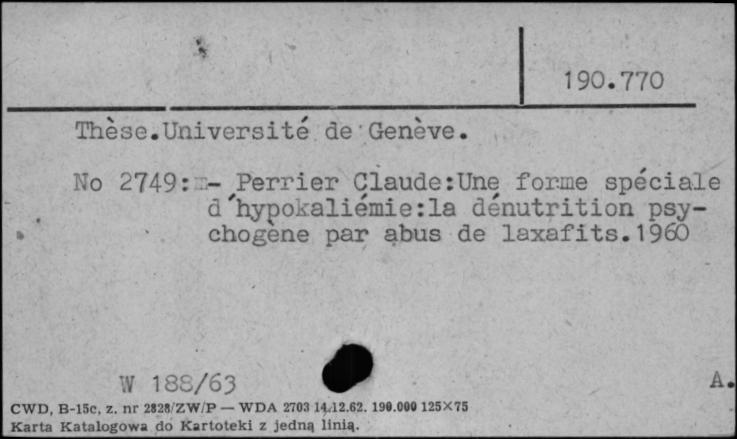 190.770
Thèse.Université de Genève.
No 2749:- Perrier Claude:Une forme spéciale
d'hypokaliémie:la dénutrition psy-
chogène par abus de laxafits.1960
W 188/63
A.
CWD, B-15c, z. nr 2828/ZW/P — WDA 2703 14.12.62. 190.000 125×75
Karta Katalogowa do Kartoteki z jedną linią.